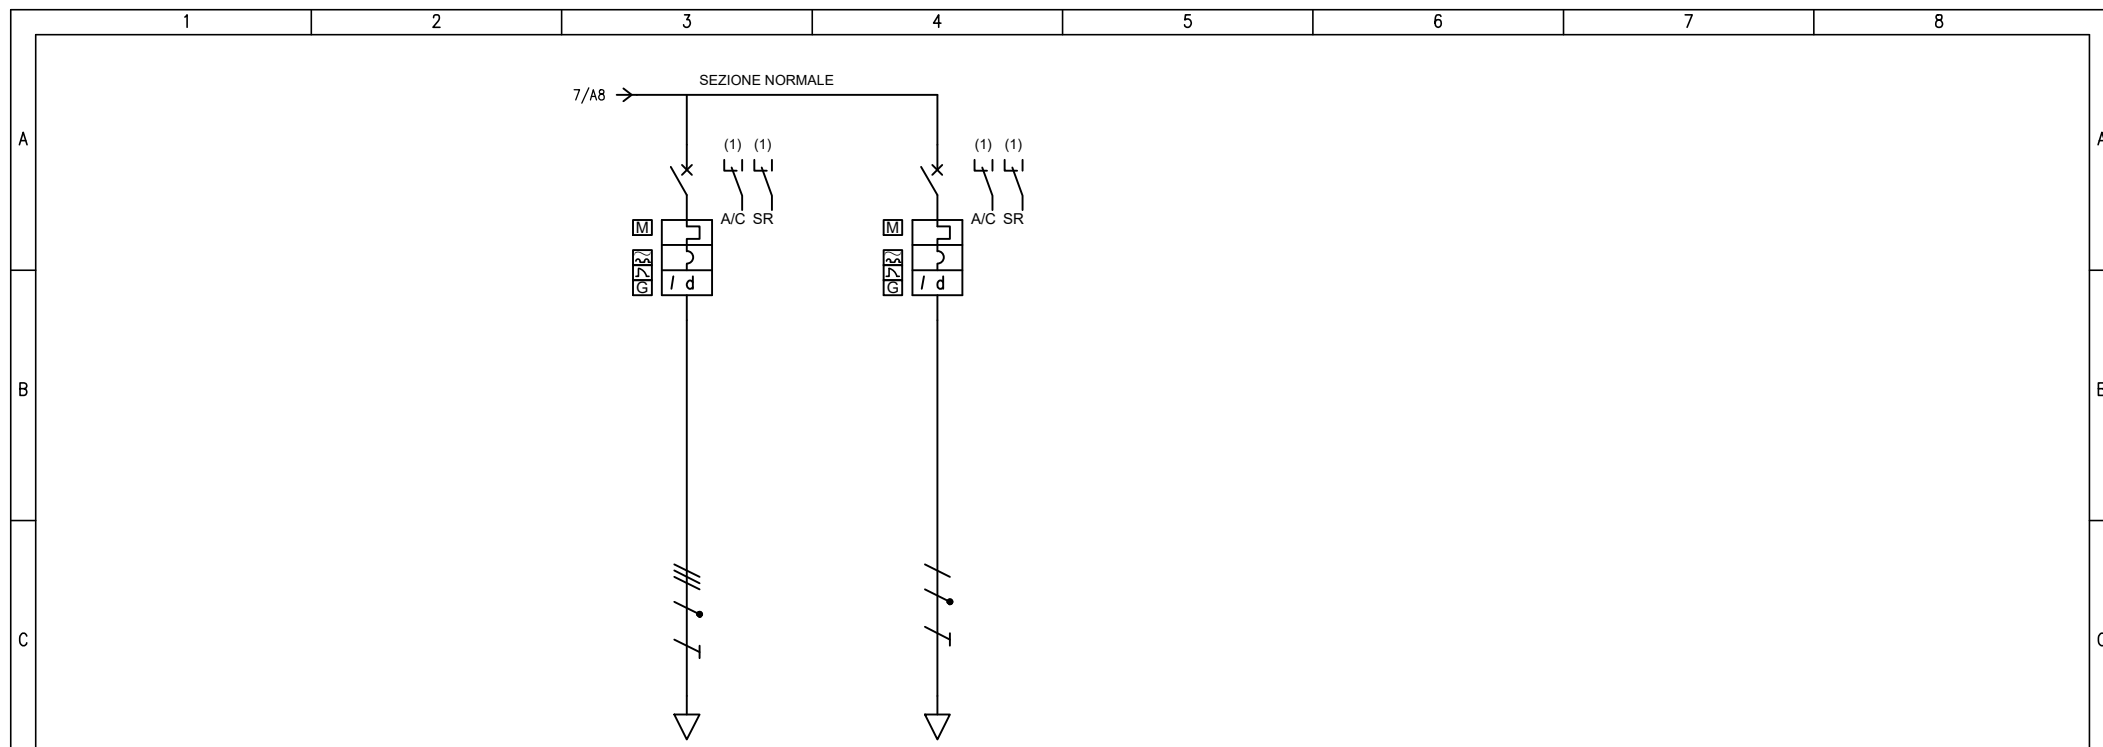 1 2 3 4 5 6 7 8
SEZIONE NORMALE
7/A8
A A
(1) (1) (1) (1)
A/C SR A/C SR
M M
G I d G I d
B B
C C